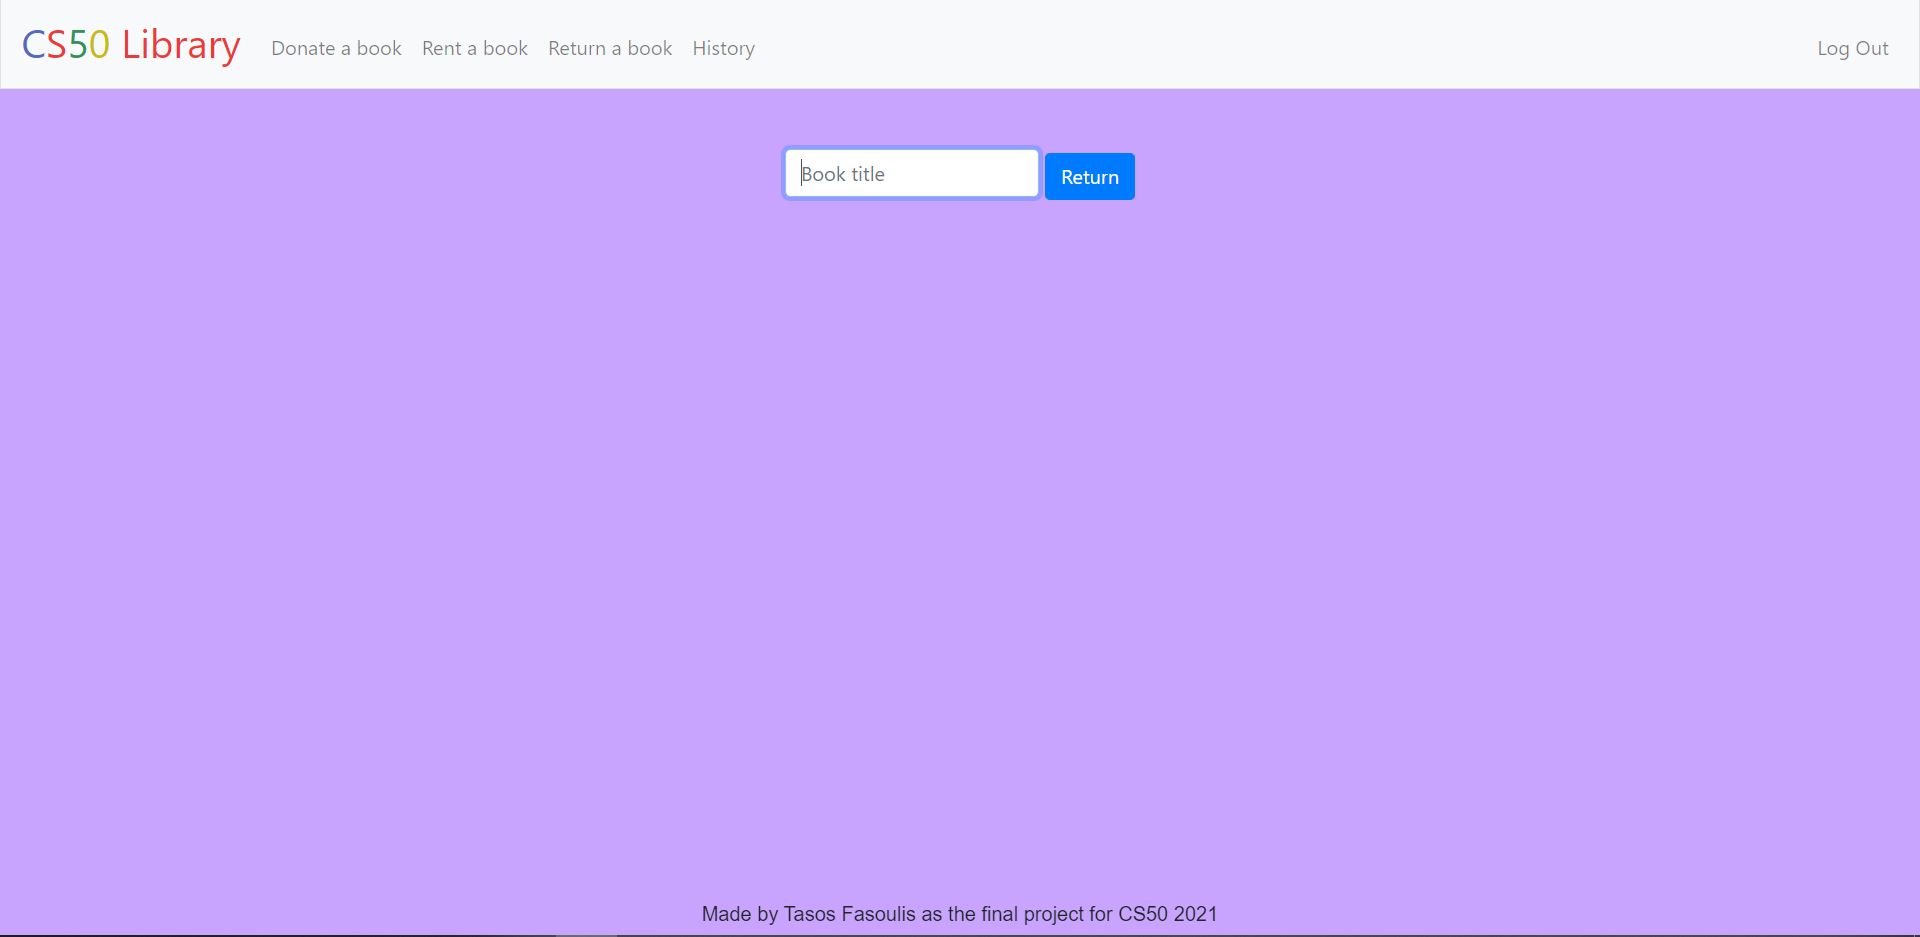 CS50 Library Donate a book Rent a book Return a book History Log Out
Book title Return
Made by Tasos Fasoulis as the final project for CS50 2021